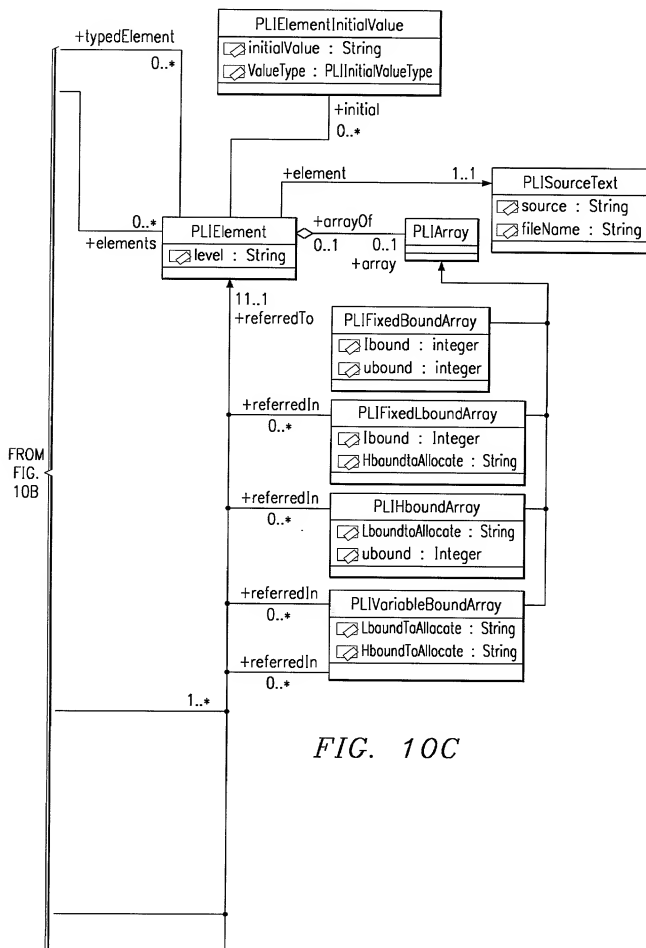 +typedElement
0..*
PLIElementInitialValue
initialValue : String
ValueType : PLIInitialValueType
+initial
0..*
+element
1..1
PLISourceText
source : String
fileName : String
0..*
+elements
PLIElement
level : String
+arrayOf
0..1
0..1
+array
PLIArray
11..1
+referredTo
PLIFixedBoundArray
Ibound : integer
ubound : integer
+referredIn
0..*
PLIFixedLboundArray
Ibound : Integer
HboundtoAllocate : String
FROM
FIG.
10B
+referredIn
0..*
PLIHboundArray
LboundtoAllocate : String
ubound : Integer
+referredIn
0..*
PLIVariableBoundArray
LboundToAllacate : String
HboundToAllocate : String
+referredIn
0..*
1..*
FIG. 10C